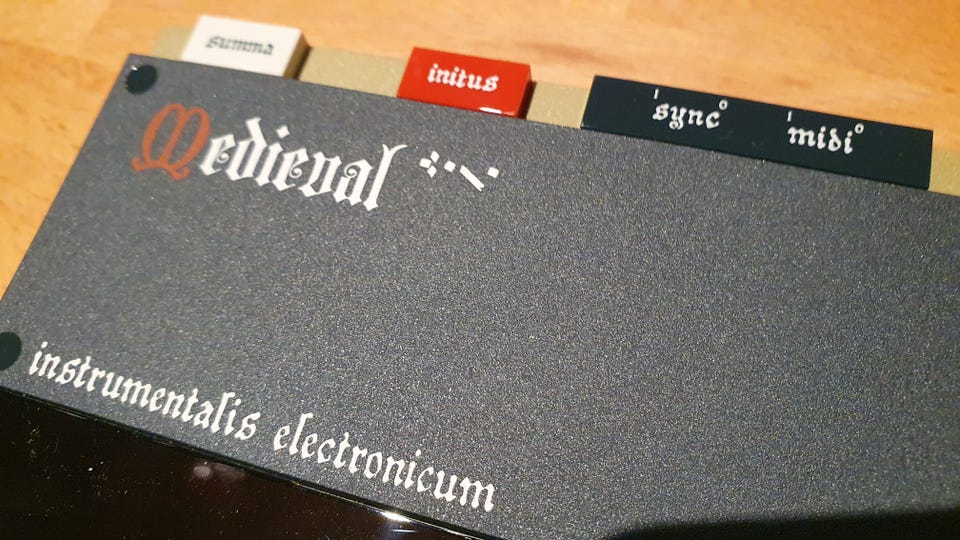 summa
initus
sync
I O
midi
I O
Medieval
instrumentalis electronicum